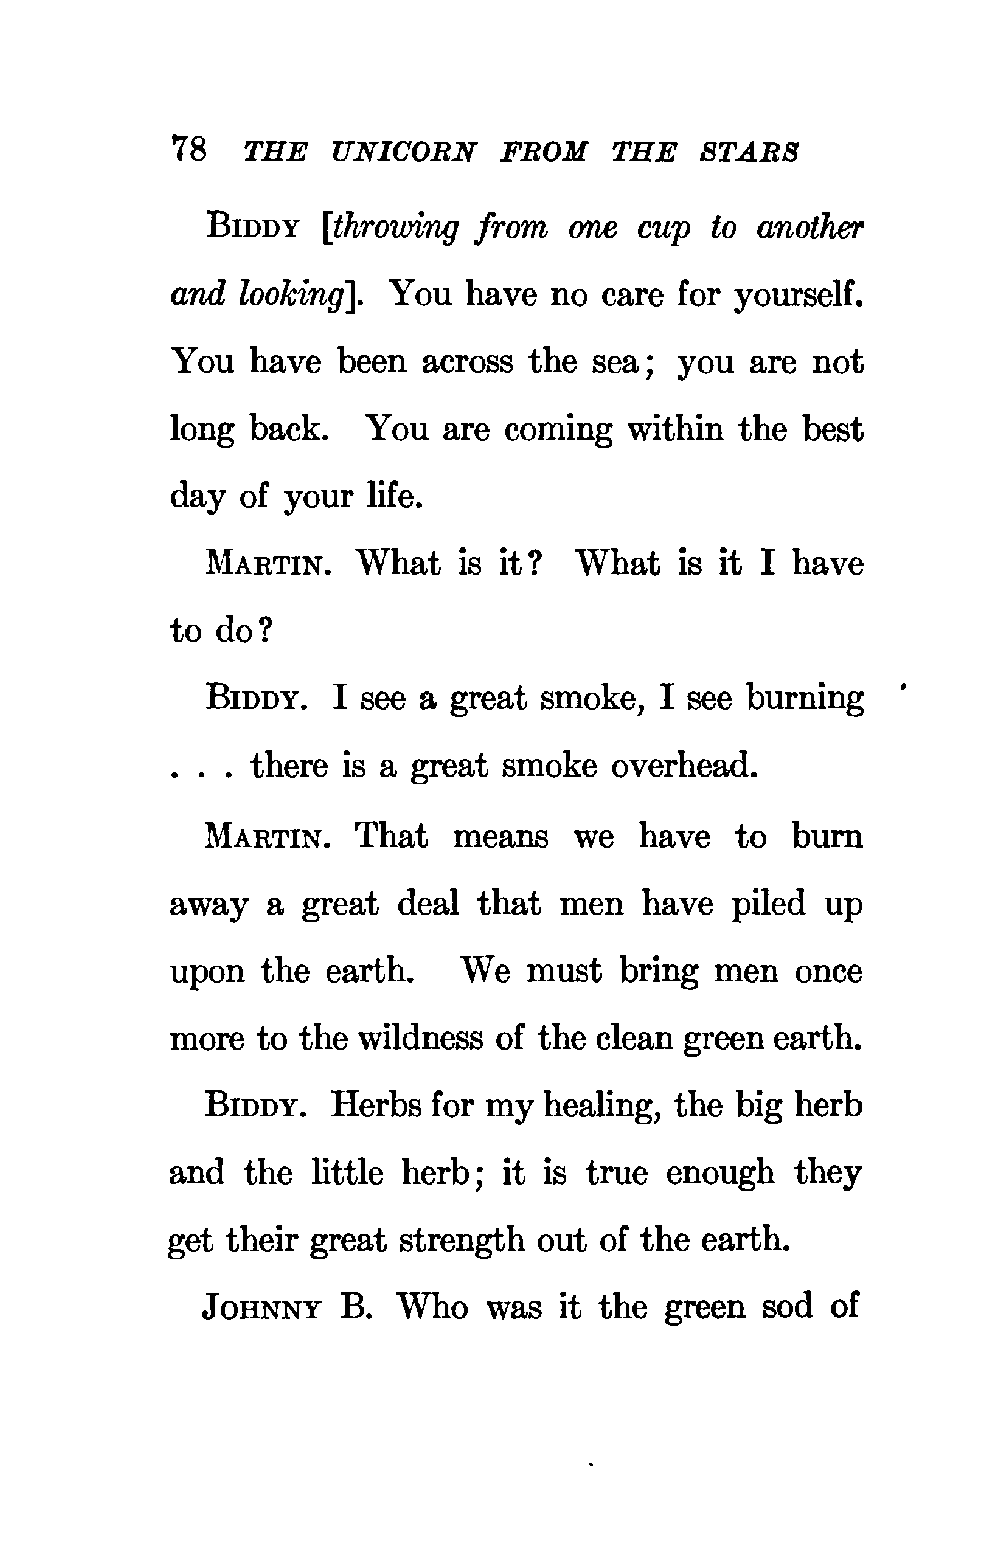 78 THE UNICORN FROM THE STARS
BIDDY [throwing from one cup to another
and looking]. You have no care for yourself.
You have been across the sea; you are not
long back. You are coming within the best
day of your life.
MARTIN. What is it? What is it I have
to do?
BIDDY. I see a great smoke, I see burning
. . . there is a great smoke overhead.
MARTIN. That means we have to burn
away a great deal that men have piled up
upon the earth. We must bring men once
more to the wildness of the clean green earth.
BIDDY. Herbs for my healing, the big herb
and the little herb; it is true enough they
get their great strength out of the earth.
JOHNNY B. Who was it the green sod of